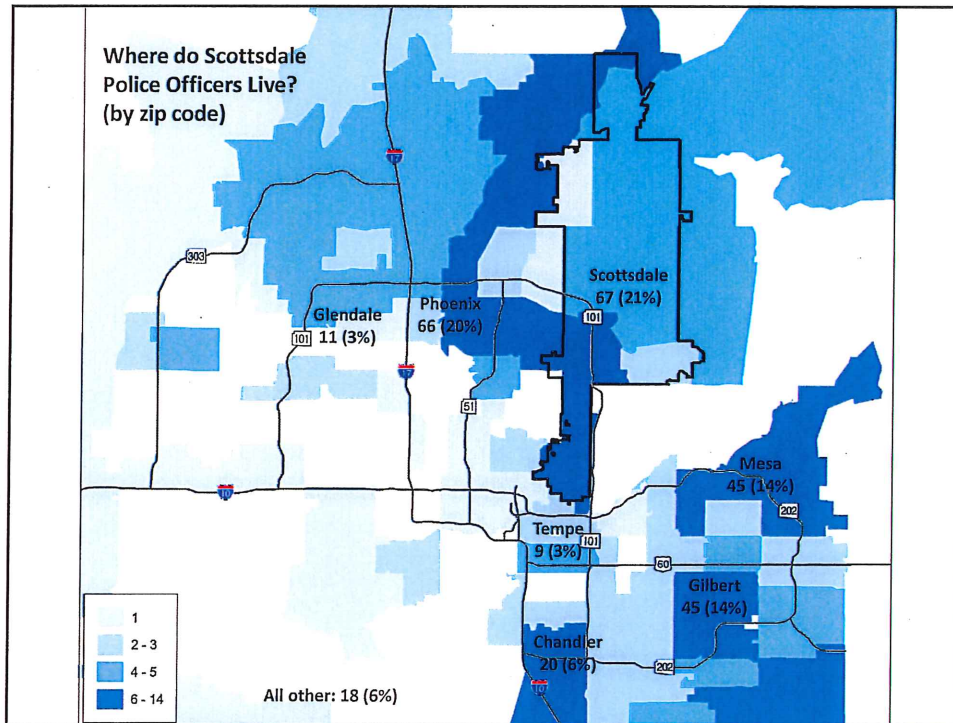 Where do Scottsdale
Police Officers Live?
(by zip code)
17
303
Scottsdale
67 (21%)
Phoenix
66 (20%)
Glendale
11 (3%)
101
101
17
51
Mesa
45 (14%)
10
202
Tempe
9 (3%)
101
60
Gilbert
45 (14%)
Chandler
20 (6%)
202
10
All other: 18 (6%)
1
2 - 3
4 - 5
6 - 14